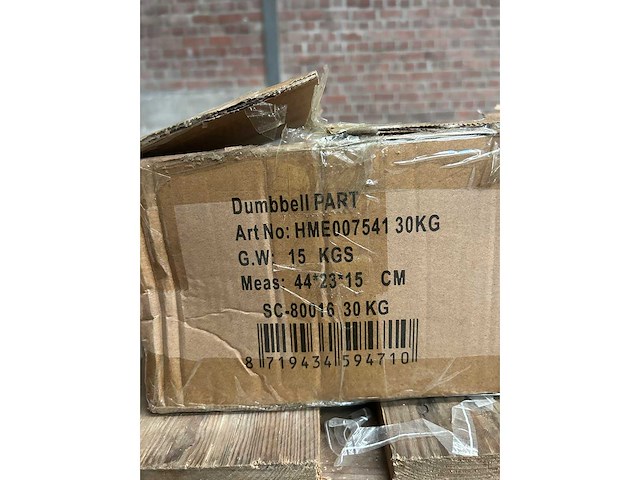 Dumbbell PART
Art No: HME007541 30KG
G.W: 15 KGS
Meas: 44*23*15 CM
SC-80016 30 KG
8 719434 594710